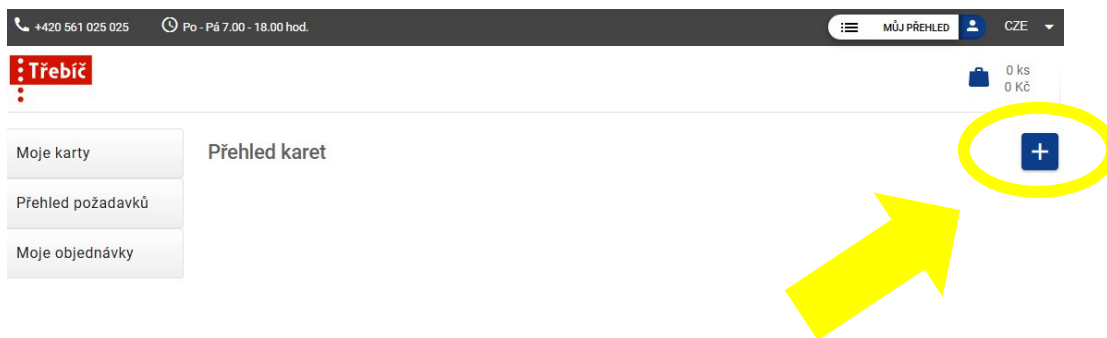 +420 561 025 025
Po - Pá 7.00 - 18.00 hod.
MŮJ PŘEHLED
CZE
Třebíč
0 ks
0 Kč
Moje karty
Přehled karet
Přehled požadavků
Moje objednávky